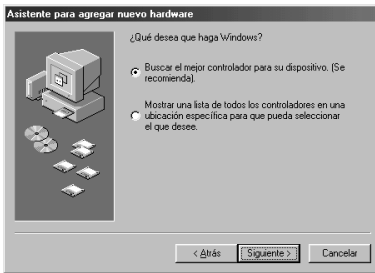 Asistente para agregar nuevo hardware
¿Qué desea que haga Windows?
Buscar el mejor controlador para su dispositivo. (Se
recomienda).
Mostrar una lista de todos los controladores en una
ubicación específica para que pueda seleccionar
el que desee.
< Atrás
Siguiente >
Cancelar